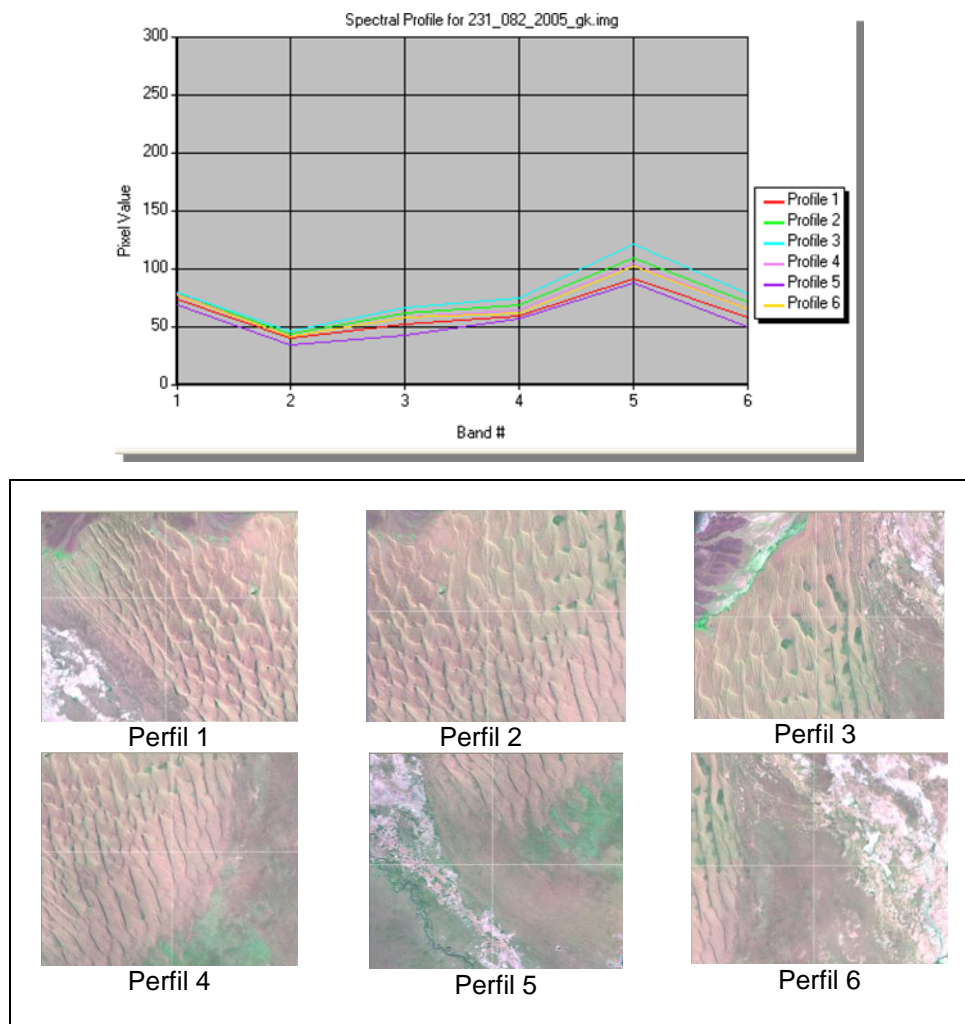 Spectral Profile for 231_082_2005_gk.img
300
250
200
150
100
50
0
Pixel Value
1 2 3 4 5 6
Band #
Profile 1
Profile 2
Profile 3
Profile 4
Profile 5
Profile 6
Perfil 1 Perfil 2 Perfil 3
Perfil 4 Perfil 5 Perfil 6